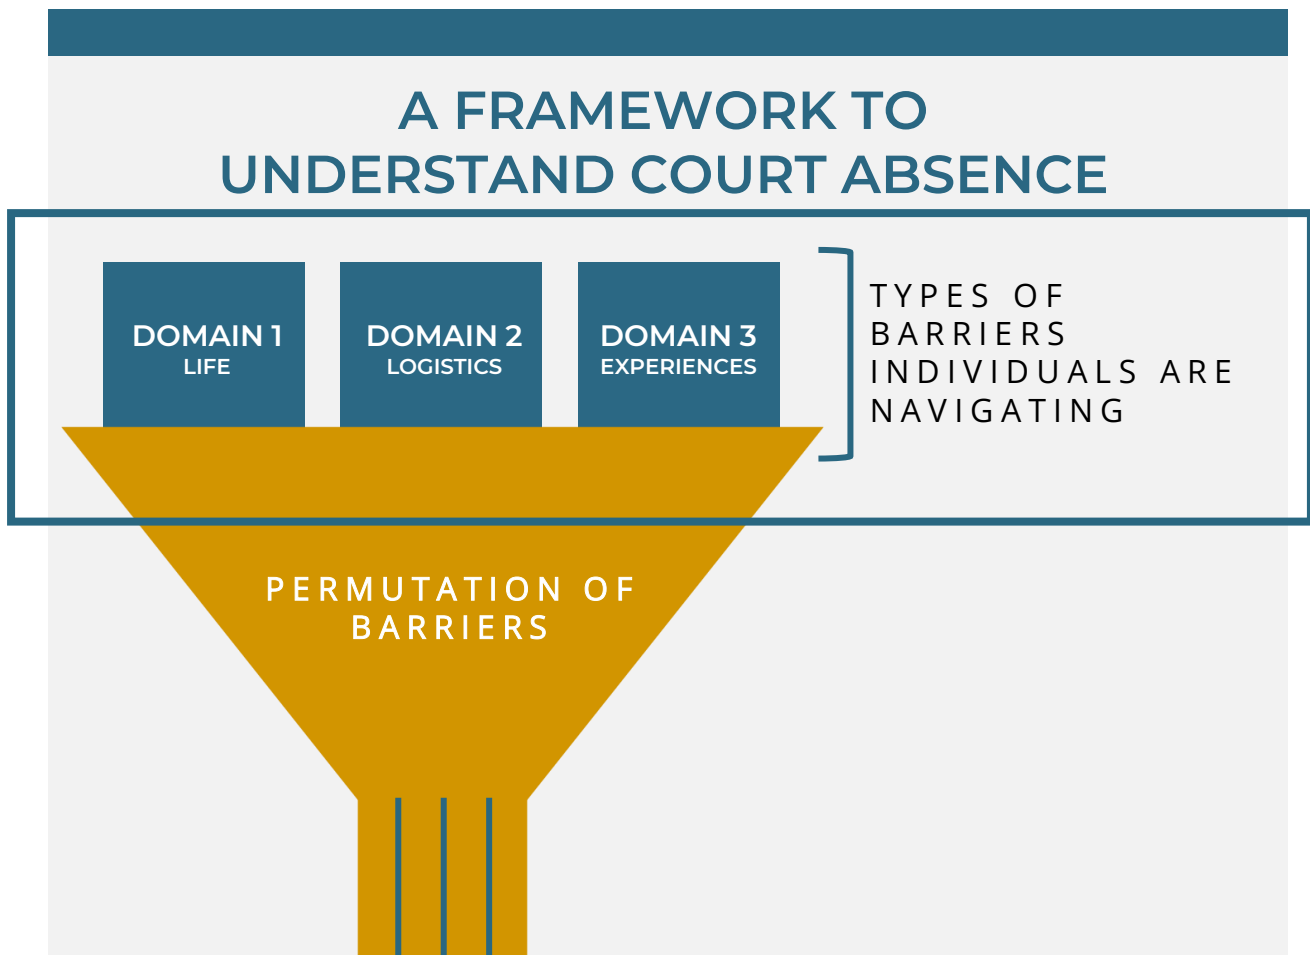 A FRAMEWORK TO
UNDERSTAND COURT ABSENCE
DOMAIN 1
LIFE
DOMAIN 2
LOGISTICS
DOMAIN 3
EXPERIENCES
TYPES OF
BARRIERS
INDIVIDUALS ARE
NAVIGATING
PERMUTATION OF
BARRIERS